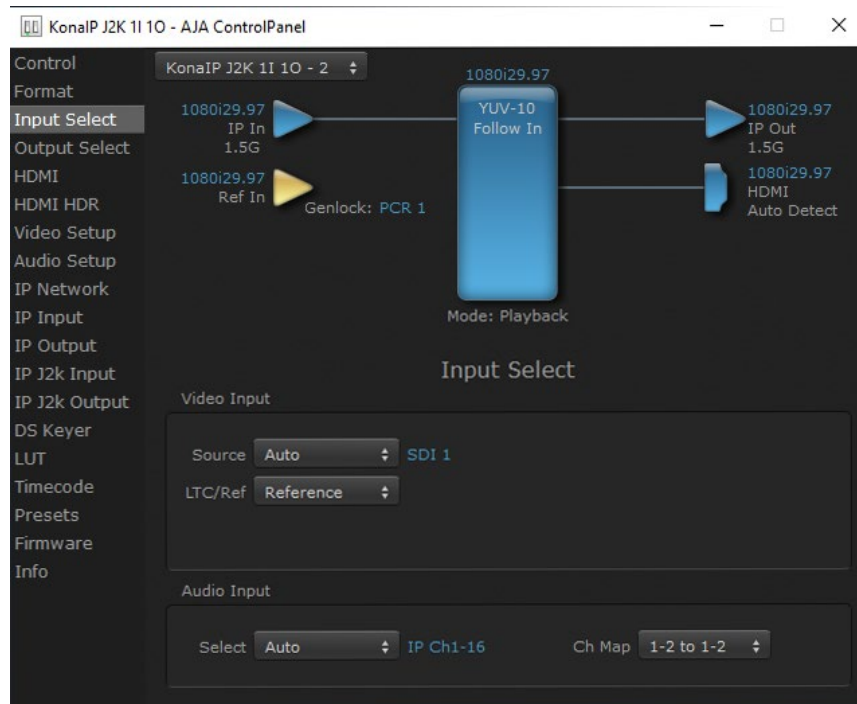 KonaIP J2K 1I 1O - AJA ControlPanel
Control
Format
Input Select
Output Select
HDMI
HDMI HDR
Video Setup
Audio Setup
IP Network
IP Input
IP Output
IP J2k Input
IP J2k Output
DS Keyer
LUT
Timecode
Presets
Firmware
Info
KonaIP J2K 1I 1O - 2
1080i29.97
1080i29.97
IP In
1.5G
YUV-10
Follow In
1080i29.97
IP Out
1.5G
1080i29.97
Ref In
Genlock: PCR 1
1080i29.97
HDMI
Auto Detect
Mode: Playback
Input Select
Video Input
Source Auto SDI 1
LTC/Ref Reference
Audio Input
Select Auto IP Ch1-16 Ch Map 1-2 to 1-2